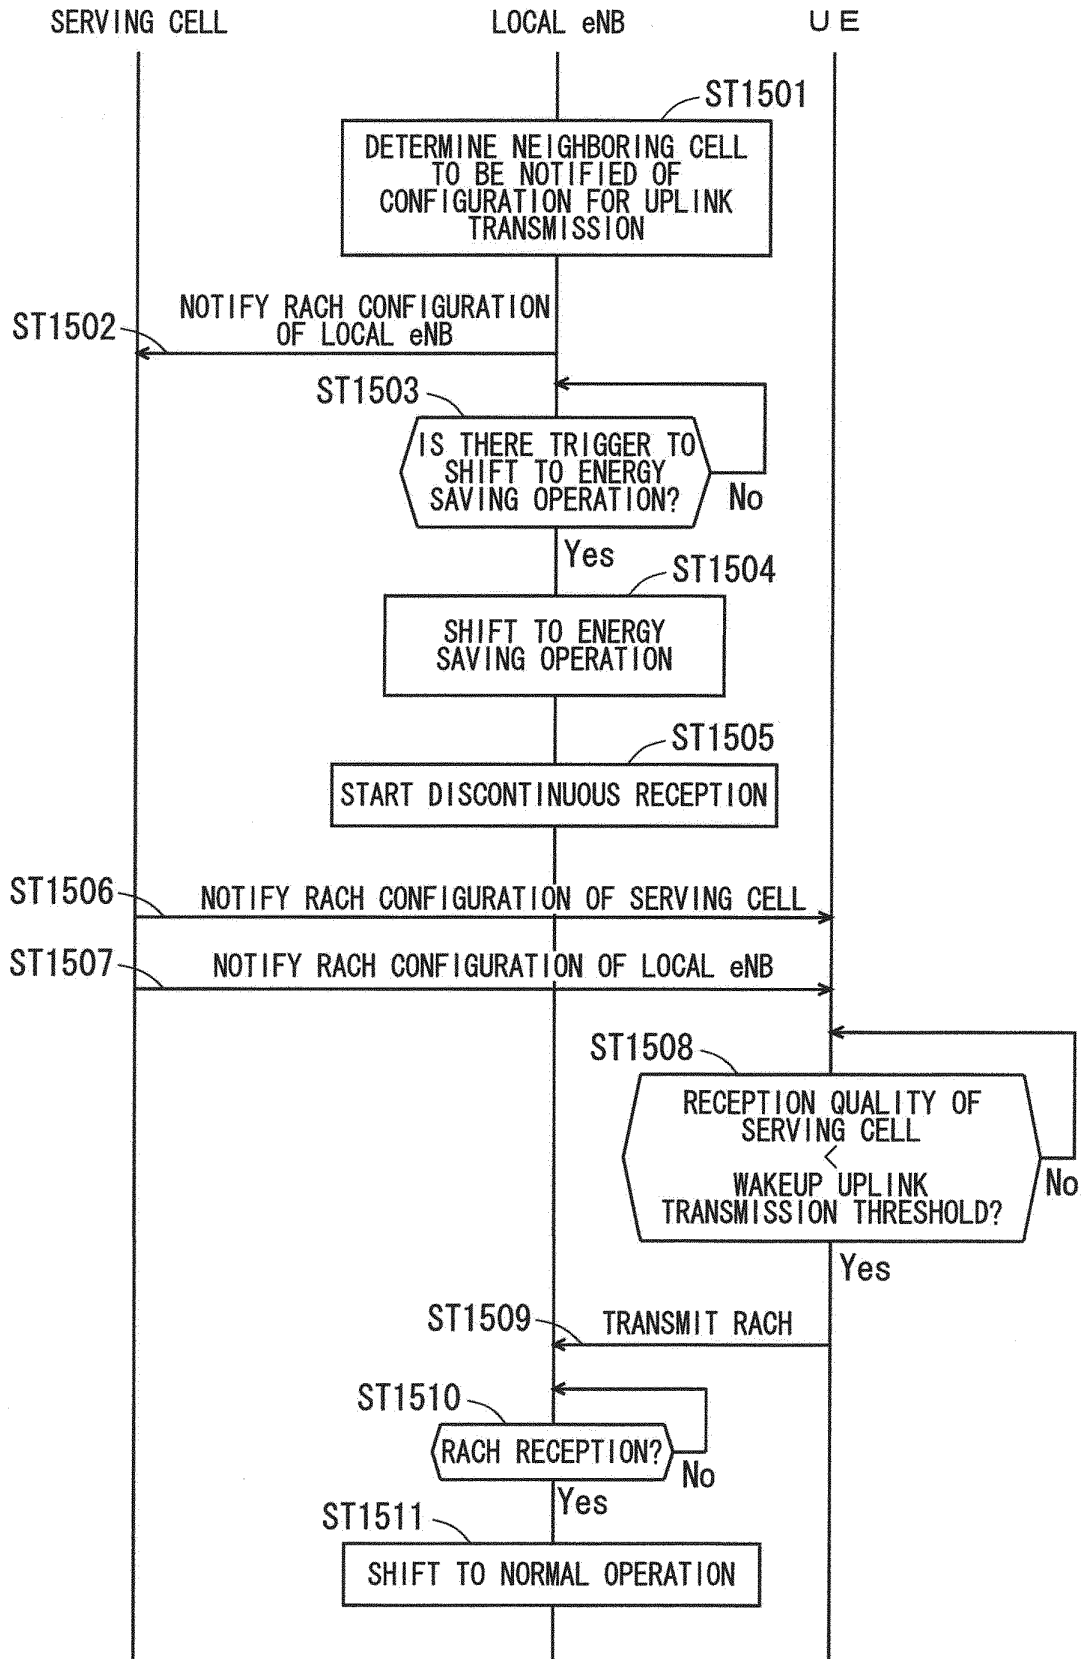 SERVING CELL
LOCAL eNB
UE
ST1501
DETERMINE NEIGHBORING CELL
TO BE NOTIFIED OF
CONFIGURATION FOR UPLINK
TRANSMISSION
NOTIFY RACH CONFIGURATION
OF LOCAL eNB
ST1502
ST1503
IS THERE TRIGGER TO
SHIFT TO ENERGY
SAVING OPERATION?
No
Yes
ST1504
SHIFT TO ENERGY
SAVING OPERATION
ST1505
START DISCONTINUOUS RECEPTION
ST1506
NOTIFY RACH CONFIGURATION OF SERVING CELL
ST1507
NOTIFY RACH CONFIGURATION OF LOCAL eNB
ST1508
RECEPTION QUALITY OF
SERVING CELL
<
WAKEUP UPLINK
TRANSMISSION THRESHOLD?
No
Yes
ST1509
TRANSMIT RACH
ST1510
RACH RECEPTION?
No
Yes
ST1511
SHIFT TO NORMAL OPERATION